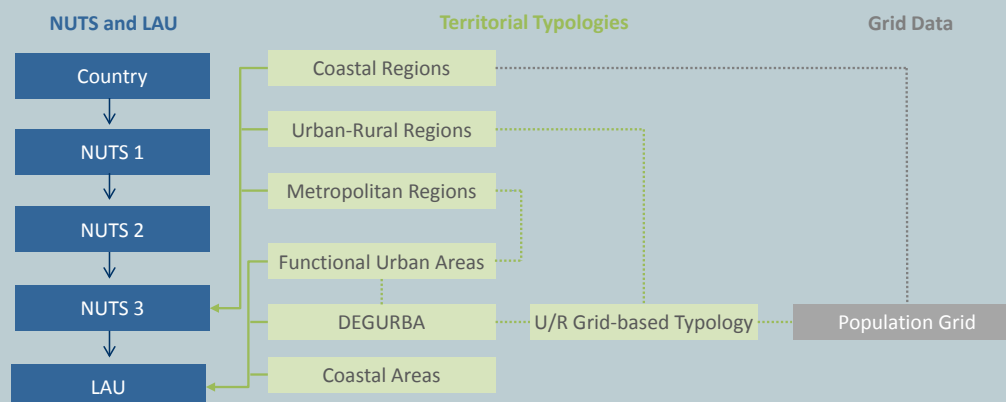 NUTS and LAU
Territorial Typologies
Grid Data
Country
Coastal Regions
Urban-Rural Regions
NUTS 1
Metropolitan Regions
NUTS 2
Functional Urban Areas
NUTS 3
DEGURBA
U/R Grid-based Typology
Population Grid
LAU
Coastal Areas